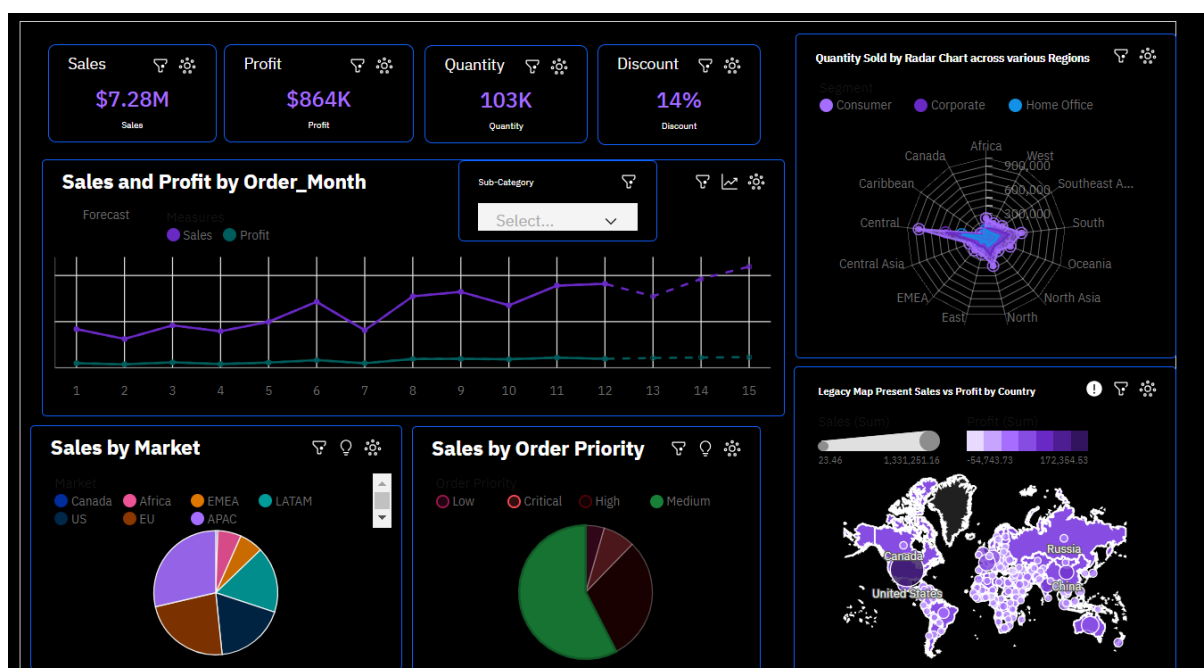 Sales
$7.28M
Sales
Profit
$864K
Profit
Quantity
103K
Quantity
Discount
14%
Discount
Quantity Sold by Radar Chart across various Regions
Segment
Consumer Corporate Home Office
Africa
Canada West
900,000
Caribbean Southeast A...
600,000
300,000
Central South
Central Asia Oceania
EMEA North Asia
East North
Sales and Profit by Order_Month
Sub-Category
Select...
Forecast Measures
Sales Profit
1 2 3 4 5 6 7 8 9 10 11 12 13 14 15
Sales by Market
Market
Canada Africa EMEA LATAM
US EU APAC
Sales by Order Priority
Order Priority
Low Critical High Medium
Legacy Map Present Sales vs Profit by Country
Sales (Sum) Profit (Sum)
23.46 1,331,251.16 -54,743.73 172,354.53
Canada Russia
United States China